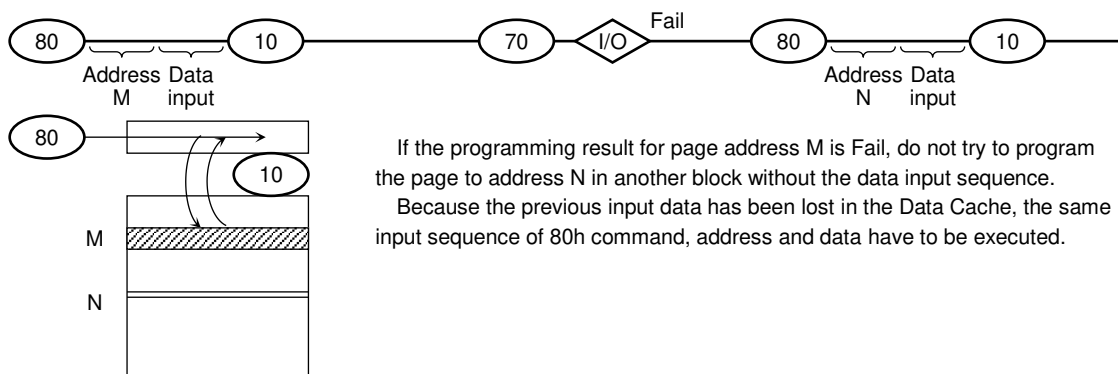 Fail
80 10 70 I/O 80 10
Address Data Address Data
M input N input
80
If the programming result for page address M is Fail, do not try to program
10
the page to address N in another block without the data input sequence.
Because the previous input data has been lost in the Data Cache, the same
M
input sequence of 80h command, address and data have to be executed.
N